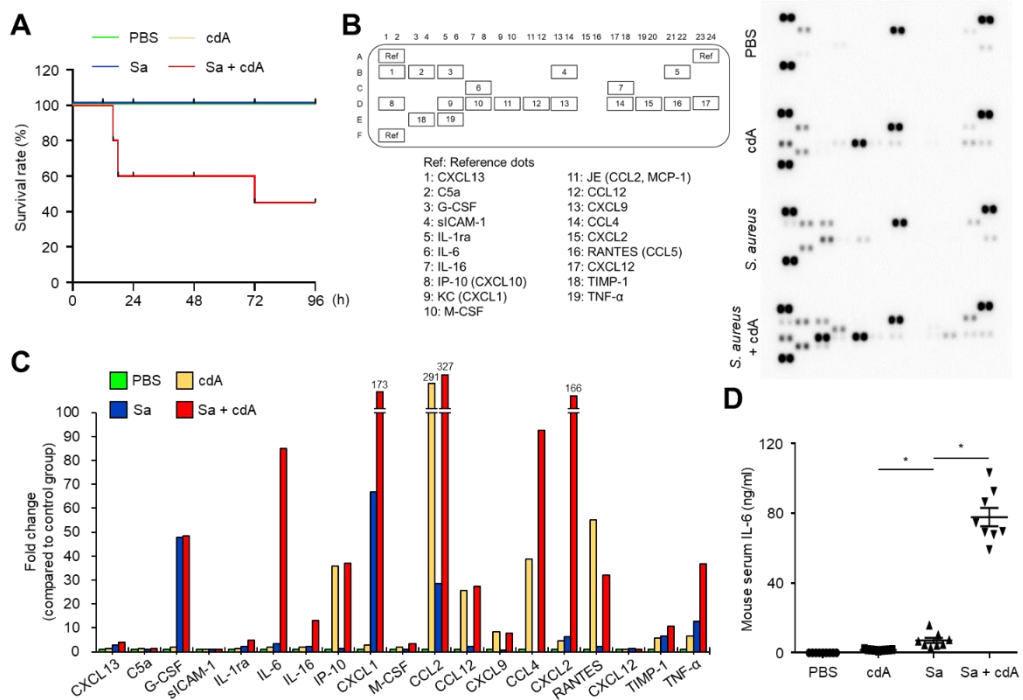 A
PBS cdA
Sa Sa + cdA
Survival rate (%)
120
100
80
60
40
20
0
0 24 48 72 96 (h)
B
1 2 3 4 5 6 7 8 9 10 11 12 13 14 15 16 17 18 19 20 21 22 23 24
A Ref Ref
B 1 2 3 4 5
C 6 7
D 8 9 10 11 12 13 14 15 16 17
E 18 19
F Ref
Ref: Reference dots
1: CXCL13
2: C5a
3: G-CSF
4: sICAM-1
5: IL-1ra
6: IL-6
7: IL-16
8: IP-10 (CXCL10)
9: KC (CXCL1)
10: M-CSF
11: JE (CCL2, MCP-1)
12: CCL12
13: CXCL9
14: CCL4
15: CXCL2
16: RANTES (CCL5)
17: CXCL12
18: TIMP-1
19: TNF-α
PBS
cdA
S. aureus
S. aureus
+ cdA
C
PBS cdA
Sa Sa + cdA
Fold change
(compared to control group)
100
90
80
70
60
50
40
30
20
10
0
173
291
327
166
CXCL13
C5a
G-CSF
sICAM-1
IL-1ra
IL-6
IL-16
IP-10
CXCL1
M-CSF
CCL2
CCL12
CXCL9
CCL4
CXCL2
RANTES
CXCL12
TIMP-1
TNF-α
D
Mouse serum IL-6 (ng/ml)
120
80
40
0
* *
PBS cdA Sa Sa + cdA